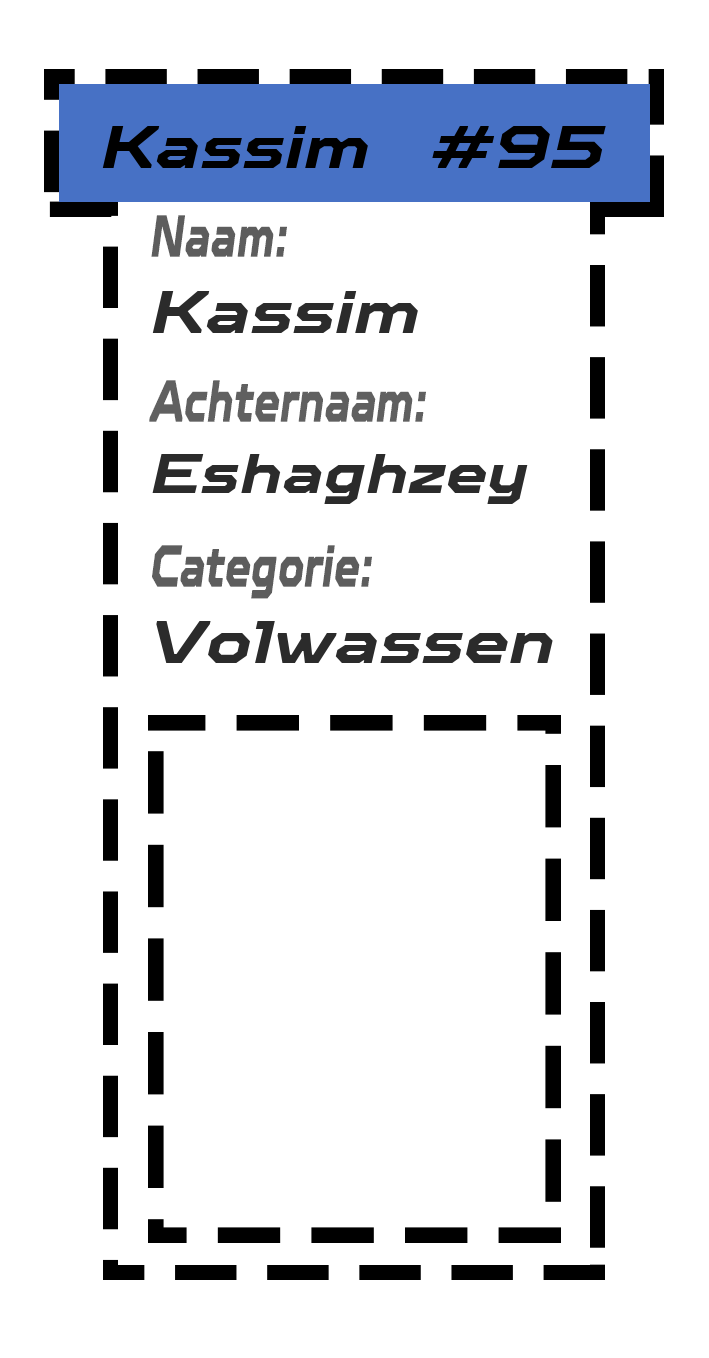 Kassim #95
Naam:
Kassim
Achternaam:
Eshaghzey
Categorie:
Volwassen